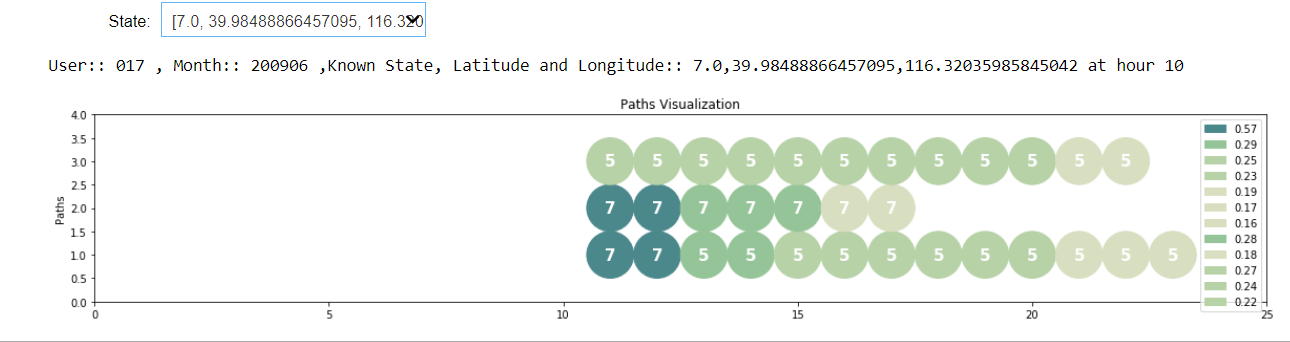 State: [7.0, 39.98488866457095, 116.320
User:: 017 , Month:: 200906 ,Known State, Latitude and Longitude:: 7.0,39.98488866457095,116.32035985845042 at hour 10
Paths Visualization
4.0
3.5
3.0
2.5
2.0
1.5
1.0
0.5
0.0
Paths
5 5 5 5 5 5 5 5 5 5 5 5
7 7 7 7 7 7 7
7 7 5 5 5 5 5 5 5 5 5 5 5
0 5 10 15 20 25
0.57
0.29
0.25
0.23
0.19
0.17
0.16
0.28
0.18
0.27
0.24
0.22